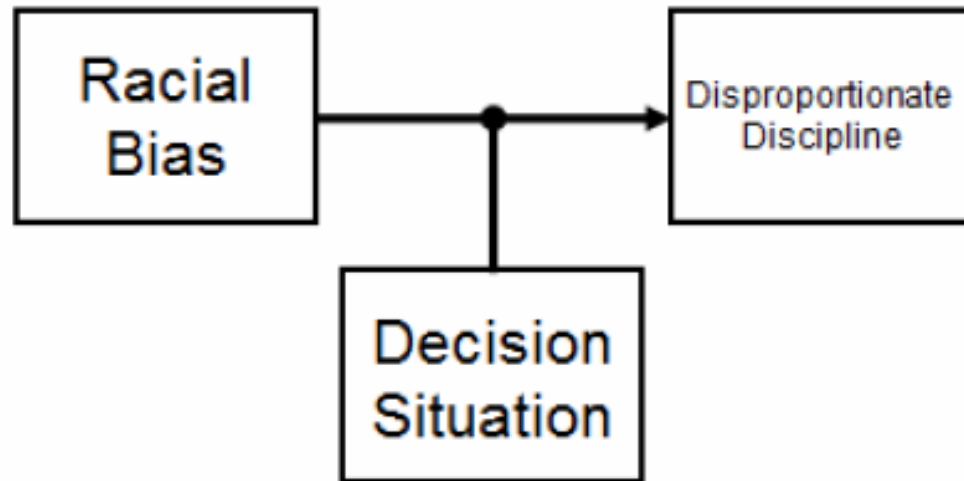 Racial
Bias
Disproportionate
Discipline
Decision
Situation